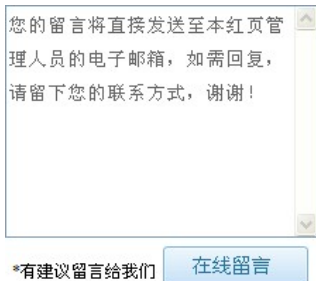 您的留言将直接发送至本红页管
理人员的电子邮箱，如需回复，
请留下您的联系方式，谢谢！
*有建议留言给我们
在线留言